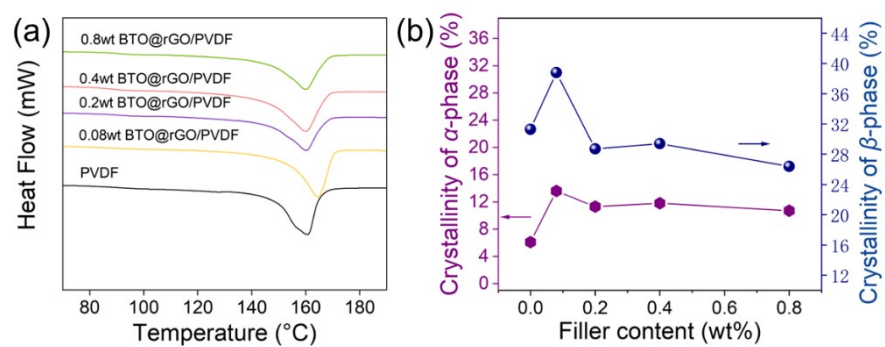 (a)
Heat Flow (mW)
0.8wt BTO@rGO/PVDF
0.4wt BTO@rGO/PVDF
0.2wt BTO@rGO/PVDF
0.08wt BTO@rGO/PVDF
PVDF
80 100 120 140 160 180
Temperature (°C)
(b)
Crystallinity of α-phase (%)
36
32
28
24
20
16
12
8
4
0
44
40
36
32
28
24
20
16
12
Crystallinity of β-phase (%)
0.0 0.2 0.4 0.6 0.8
Filler content (wt%)